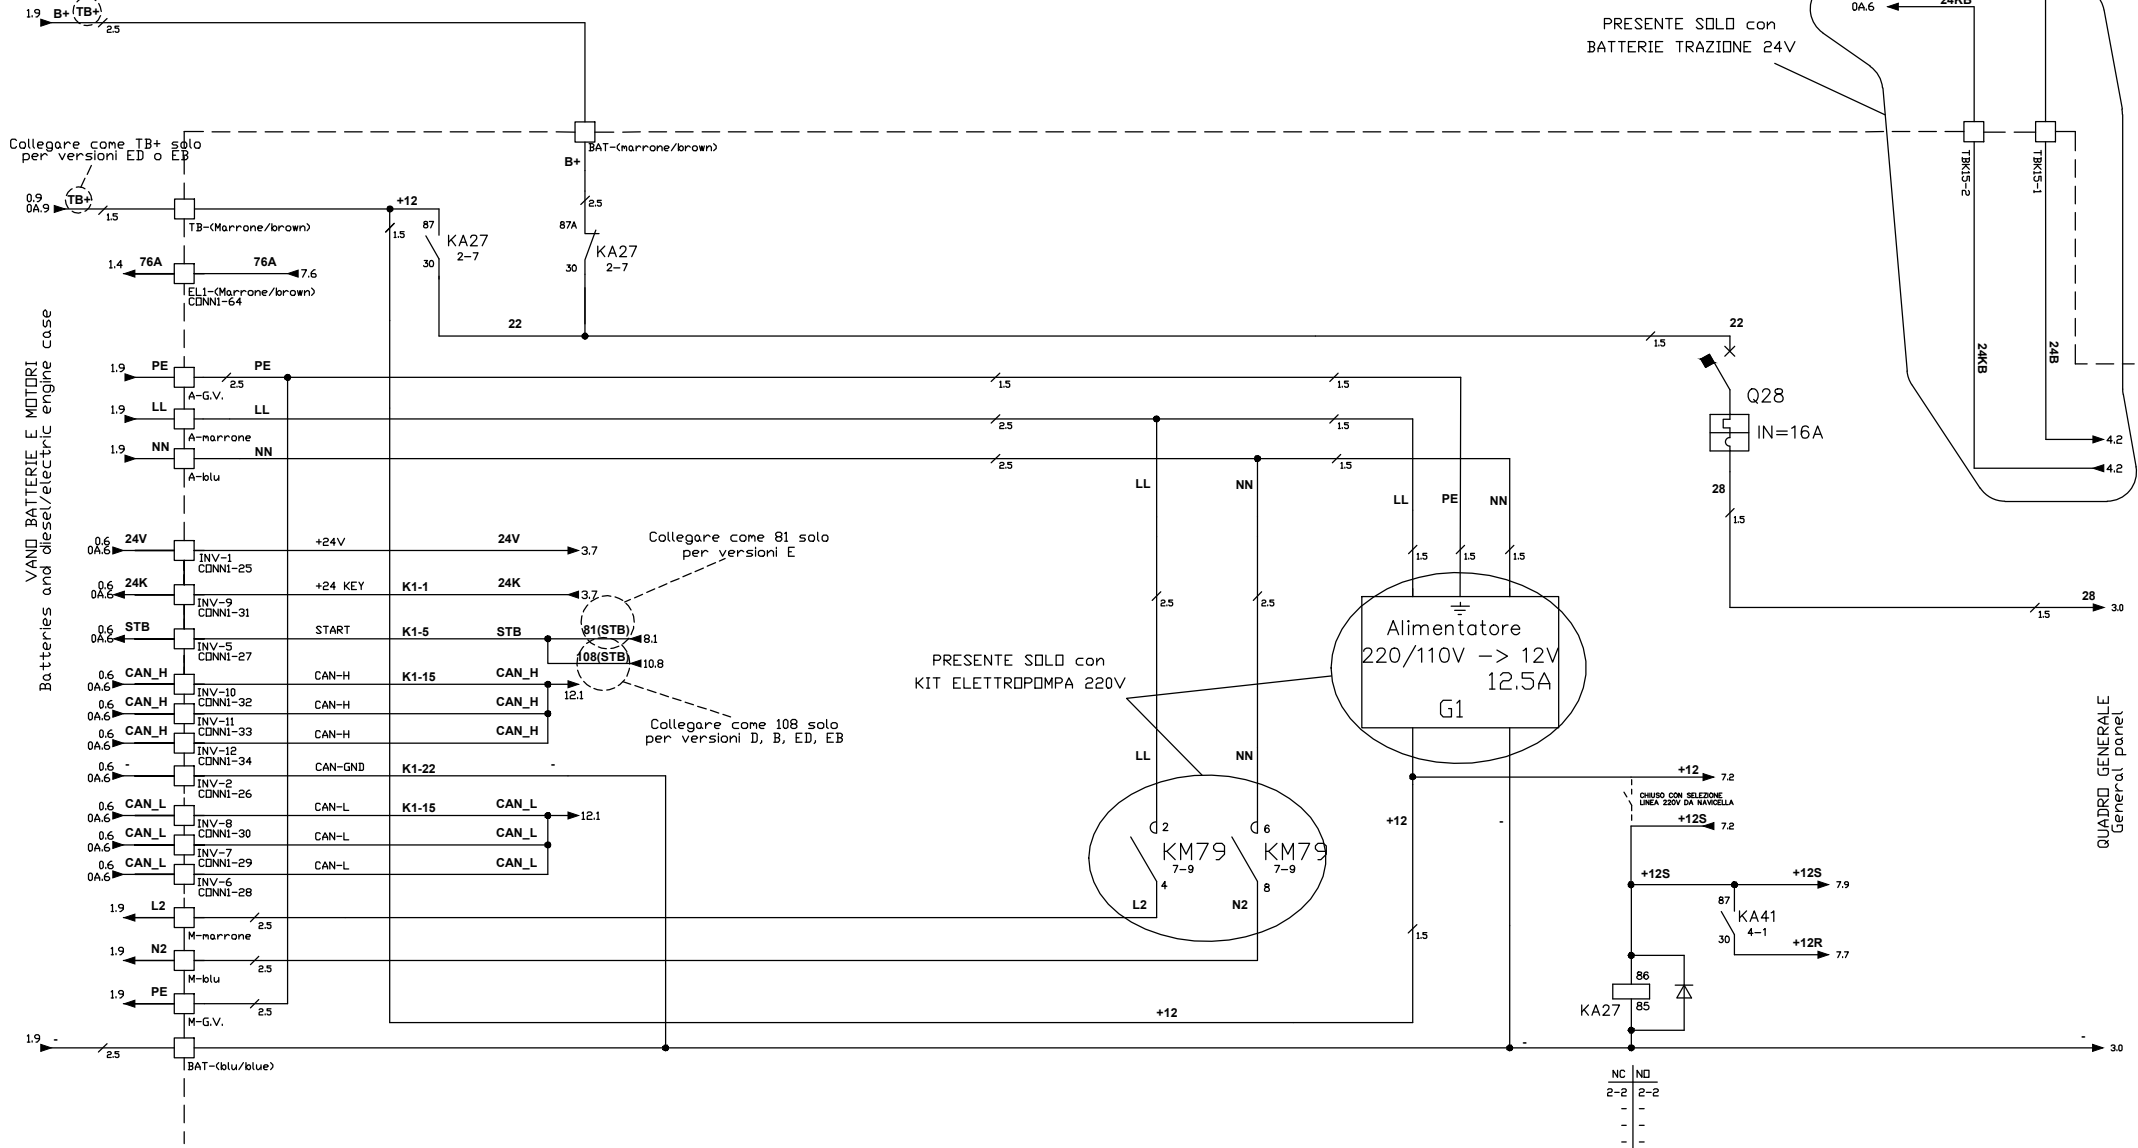 1.9
B+
TB+
2.5
0A.6
24KB
PRESENTE SOLO con
BATTERIE TRAZIONE 24V
Collegare come TB+ solo
per versioni ED o EB
BAT-(marrone/brown)
B+
2.5
TBK15-2
TBK15-1
0.9
0A.9
TB+
1.5
TB-(Marrone/brown)
+12
1.5
87
KA27
2-7
30
87A
KA27
2-7
30
1.4
76A
76A
7.6
EL1-(Marrone/brown)
CONN1-64
22
1.5
22
24KB
24B
VANO BATTERIE E MOTORI
Batteries and diesel/electric engine case
1.9
PE
2.5
PE
A-G.V.
1.5
1.5
1.9
LL
LL
A-marrone
2.5
1.5
1.9
NN
NN
A-blu
2.5
1.5
Q28
IN=16A
4.2
4.2
LL
NN
LL
PE
NN
28
1.5
0.6
0A.6
24V
+24V
24V
3.7
INV-1
CONN1-25
Collegare come 81 solo
per versioni E
1.5
1.5
1.5
0.6
0A.6
24K
+24 KEY
K1-1
24K
3.7
INV-9
CONN1-31
2.5
2.5
28
1.5
3.0
0.6
0A.6
STB
START
K1-5
STB
81(STB)
8.1
INV-5
CONN1-27
108(STB)
10.8
Alimentatore
220/110V -> 12V
12.5A
G1
PRESENTE SOLO con
KIT ELETTROPOMPA 220V
0.6
0A.6
CAN_H
CAN-H
K1-15
CAN_H
12.1
INV-10
CONN1-32
0.6
0A.6
CAN_H
CAN-H
CAN_H
INV-11
CONN1-33
0.6
0A.6
CAN_H
CAN-H
CAN_H
INV-12
CONN1-34
Collegare come 108 solo
per versioni D, B, ED, EB
0.6
0A.6
-
CAN-GND
K1-22
-
INV-2
CONN1-26
LL
NN
+12
7.2
CHIUSO CON SELEZIONE
LINEA 220V DA NAVICELLA
+12S
7.2
QUADRO GENERALE
General panel
0.6
0A.6
CAN_L
CAN-L
K1-15
CAN_L
12.1
INV-8
CONN1-30
0.6
0A.6
CAN_L
CAN-L
CAN_L
INV-7
CONN1-29
0.6
0A.6
CAN_L
CAN-L
CAN_L
INV-6
CONN1-28
+12
-
2
KM79
7-9
4
6
KM79
7-9
8
L2
N2
+12S
+12S
7.9
87
KA41
4-1
30
+12R
7.7
1.9
L2
2.5
M-marrone
1.5
1.9
N2
2.5
M-blu
1.9
PE
2.5
M-G.V.
+12
86
KA27
85
1.9
-
2.5
BAT-(blu/blue)
-
-
3.0
NC NO
2-2 2-2
- -
- -
- -